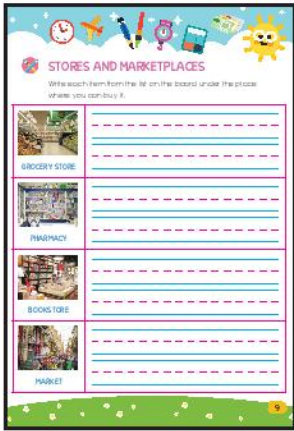 STORES AND MARKETPLACES
Write each item from the list on the board under the place
where you can buy it.
GROCERY STORE
PHARMACY
BOOKSTORE
MARKET
9